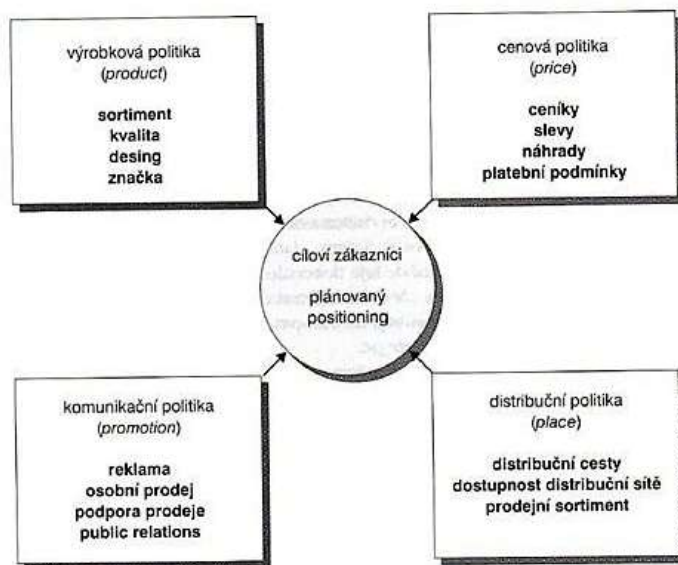 výrobková politika
(product)
sortiment
kvalita
desing
značka
cenová politika
(price)
ceníky
slevy
náhrady
platební podmínky
cíloví zákazníci
plánovaný
positioning
komunikační politika
(promotion)
reklama
osobní prodej
podpora prodeje
public relations
distribuční politika
(place)
distribuční cesty
dostupnost distribuční sítě
prodejní sortiment